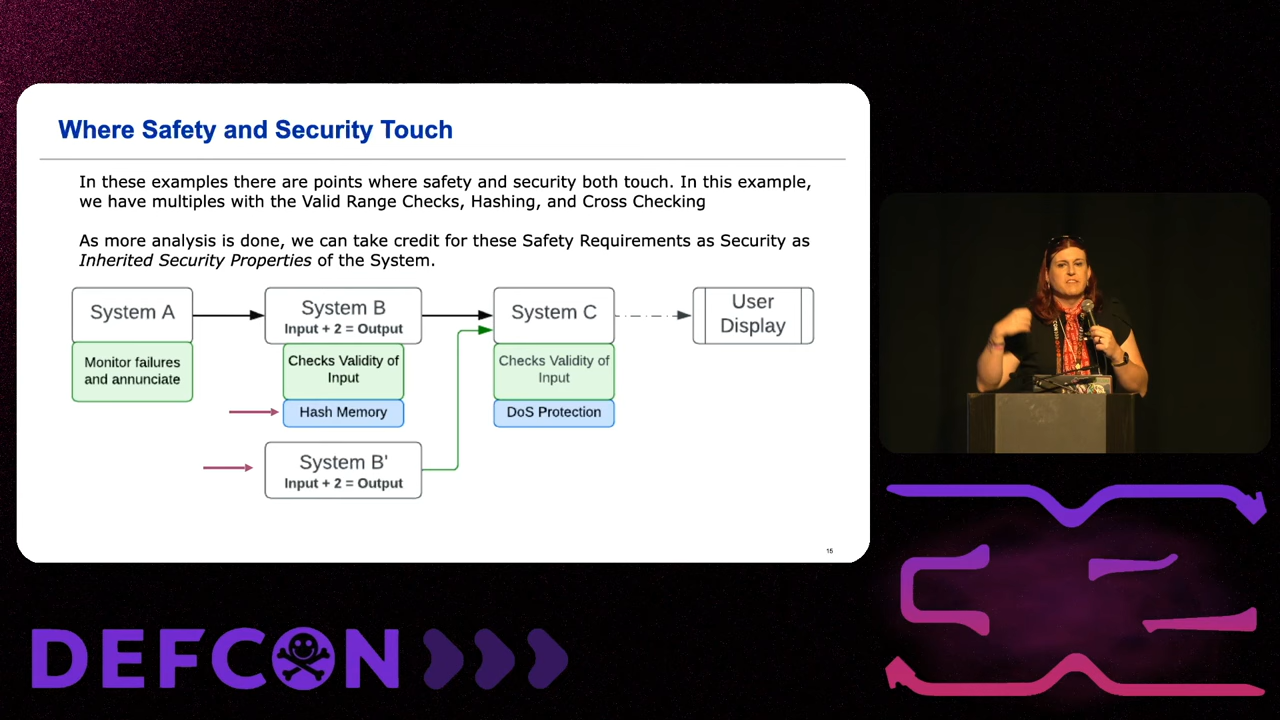 Where Safety and Security Touch
In these examples there are points where safety and security both touch. In this example,
we have multiples with the Valid Range Checks, Hashing, and Cross Checking
As more analysis is done, we can take credit for these Safety Requirements as Security as
Inherited Security Properties of the System.
System A
Monitor failures
and annunciate
System B
Input + 2 = Output
Checks Validity of
Input
Hash Memory
System B'
Input + 2 = Output
System C
Checks Validity of
Input
DoS Protection
User
Display
15
DEFCON